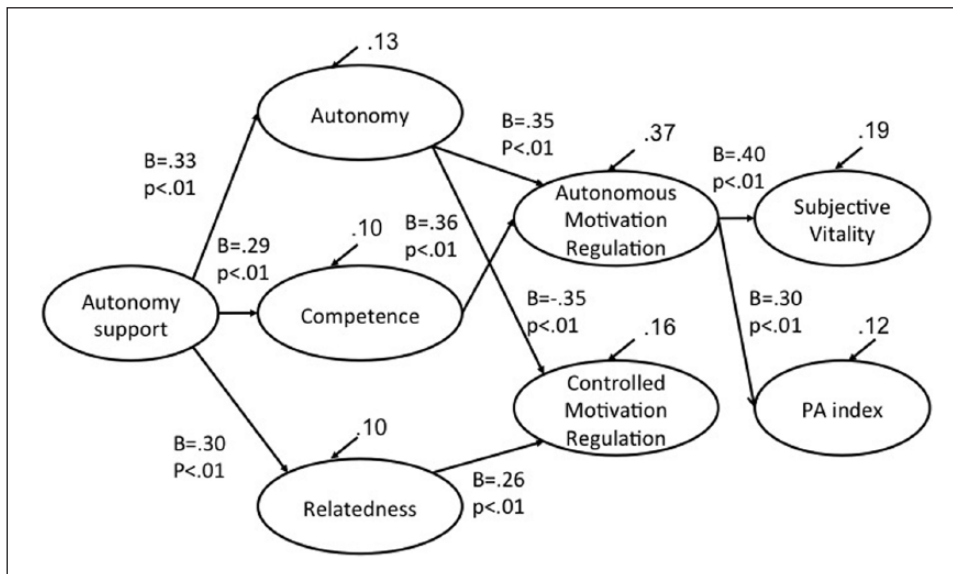 .13
Autonomy
B=.33
p<.01
B=.35
P<.01
.37
Autonomous
Motivation
Regulation
B=.40
p<.01
.19
Subjective
Vitality
B=.29
p<.01
.10
B=.36
p<.01
Autonomy
support
Competence
B=-.35
p<.01
B=.30
p<.01
.16
.12
Controlled
Motivation
Regulation
PA index
B=.30
P<.01
.10
Relatedness
B=.26
p<.01